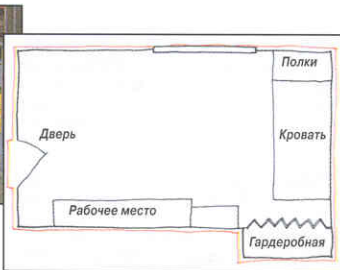 Полки
Дверь
Кровать
Рабочее место
Гардеробная